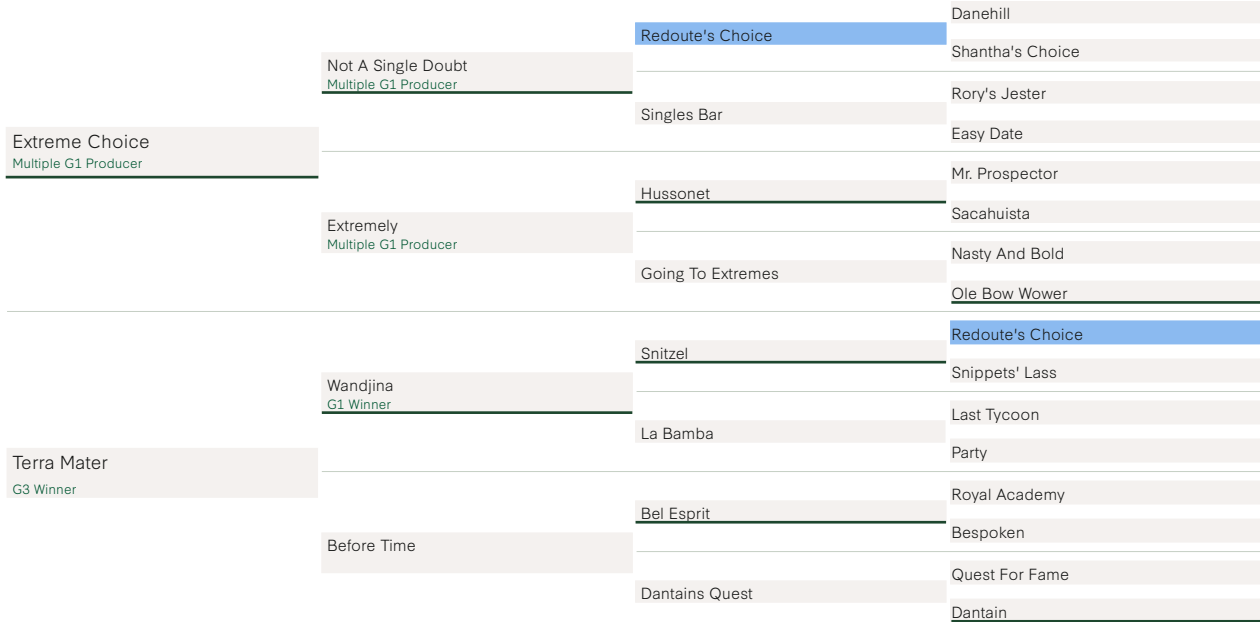 Extreme Choice
Multiple G1 Producer
Terra Mater
G3 Winner
Not A Single Doubt
Multiple G1 Producer
Extremely
Multiple G1 Producer
Wandjina
G1 Winner
Before Time
Redoute's Choice
Singles Bar
Hussonet
Going To Extremes
Snitzel
La Bamba
Bel Esprit
Dantains Quest
Danehill
Shantha's Choice
Rory's Jester
Easy Date
Mr. Prospector
Sacahuista
Nasty And Bold
Ole Bow Wower
Redoute's Choice
Snippets' Lass
Last Tycoon
Party
Royal Academy
Bespoken
Quest For Fame
Dantain